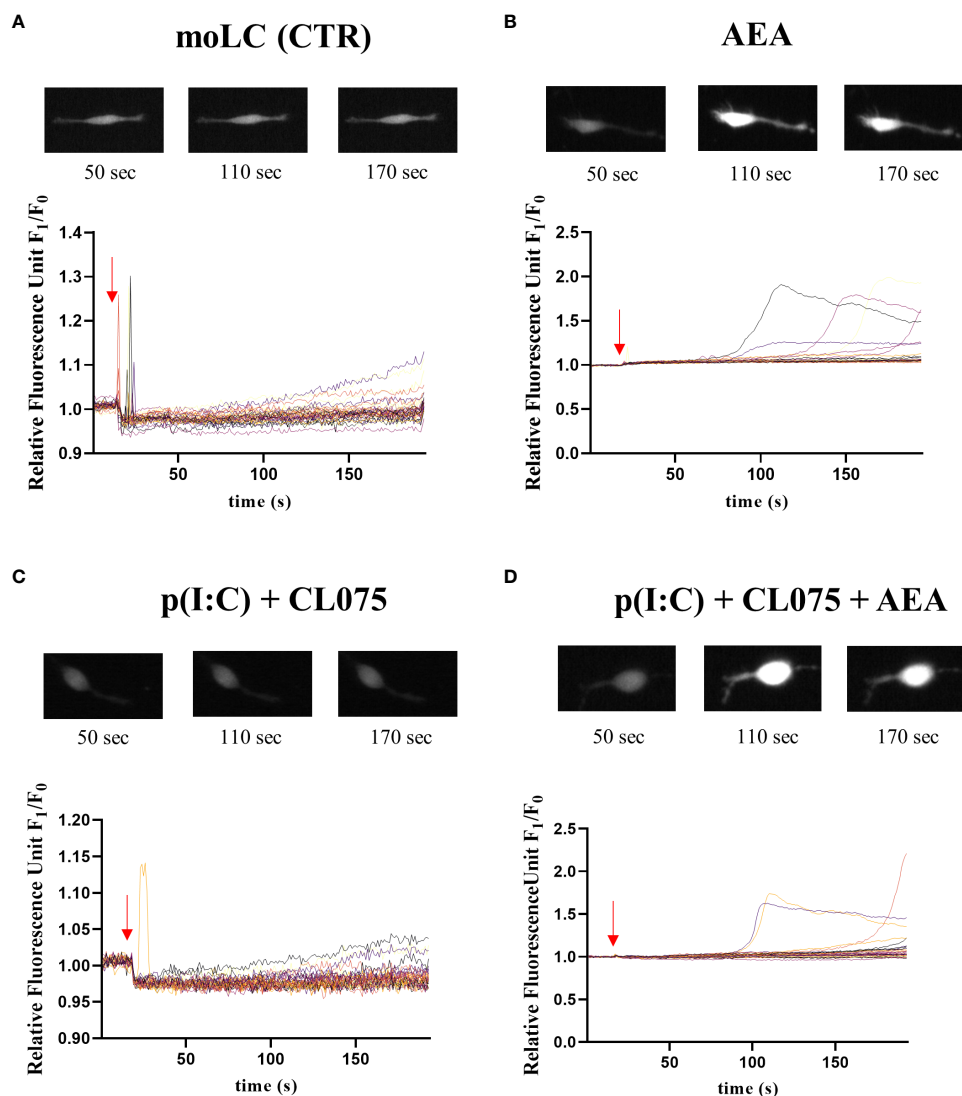 A
moLC (CTR)
50 sec
110 sec
170 sec
Relative Fluorescence Unit F1/F0
1.4
1.3
1.2
1.1
1.0
0.9
50
100
150
time (s)
B
AEA
50 sec
110 sec
170 sec
Relative Fluorescence Unit F1/F0
2.5
2.0
1.5
1.0
0.5
0.0
50
100
150
time (s)
C
p(I:C) + CL075
50 sec
110 sec
170 sec
Relative Fluorescence Unit F1/F0
1.20
1.15
1.10
1.05
1.00
0.95
0.90
50
100
150
time (s)
D
p(I:C) + CL075 + AEA
50 sec
110 sec
170 sec
Relative FluorescenceUnit F1/F0
2.5
2.0
1.5
1.0
0.5
0.0
50
100
150
time (s)